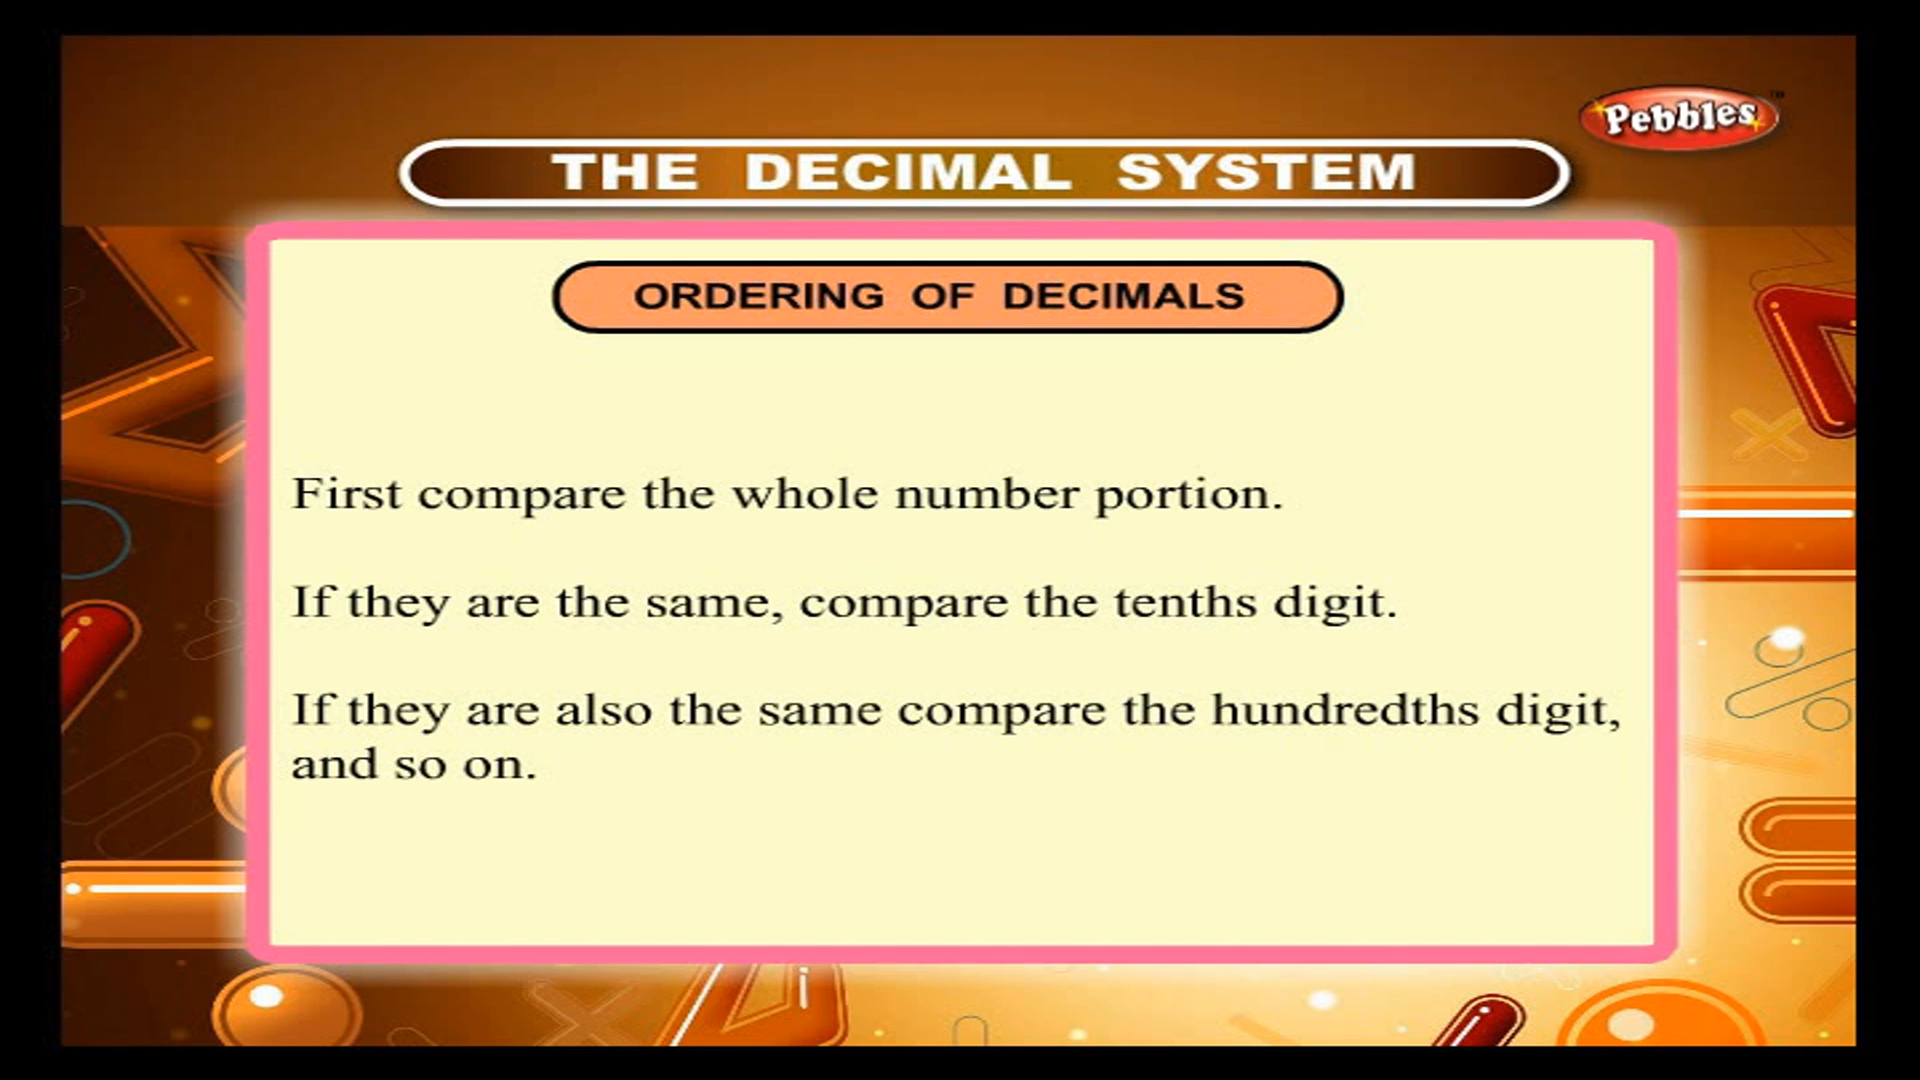 Pebbles™
THE DECIMAL SYSTEM
ORDERING OF DECIMALS
First compare the whole number portion.
If they are the same, compare the tenths digit.
If they are also the same compare the hundredths digit,
and so on.